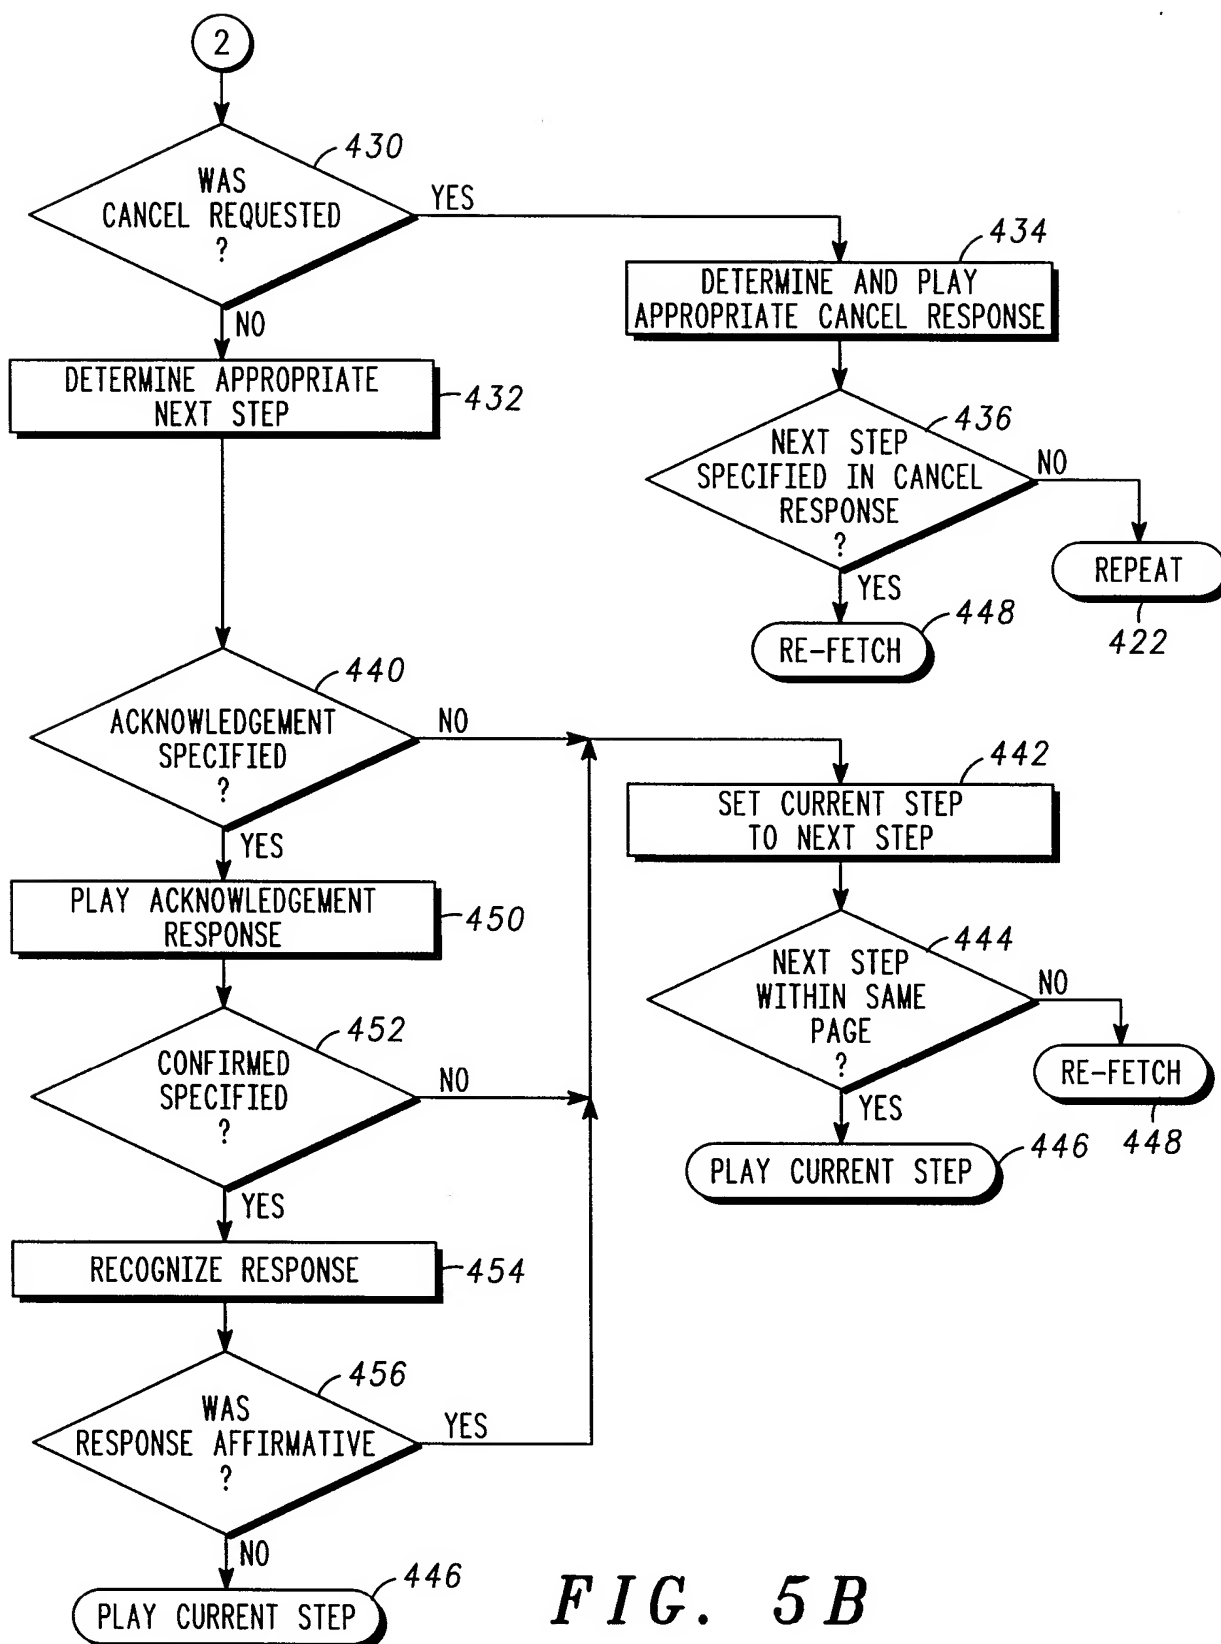 2
430
WAS
CANCEL REQUESTED
?
YES
NO
434
DETERMINE AND PLAY
APPROPRIATE CANCEL RESPONSE
DETERMINE APPROPRIATE
NEXT STEP
432
436
NEXT STEP
SPECIFIED IN CANCEL
RESPONSE
?
NO
YES
REPEAT
422
448
RE-FETCH
440
ACKNOWLEDGEMENT
SPECIFIED
?
NO
YES
442
SET CURRENT STEP
TO NEXT STEP
PLAY ACKNOWLEDGEMENT
RESPONSE
450
444
NEXT STEP
WITHIN SAME
PAGE
?
NO
YES
RE-FETCH
448
452
CONFIRMED
SPECIFIED
?
NO
YES
PLAY CURRENT STEP
446
RECOGNIZE RESPONSE
454
456
WAS
RESPONSE AFFIRMATIVE
?
YES
NO
446
PLAY CURRENT STEP
FIG. 5B